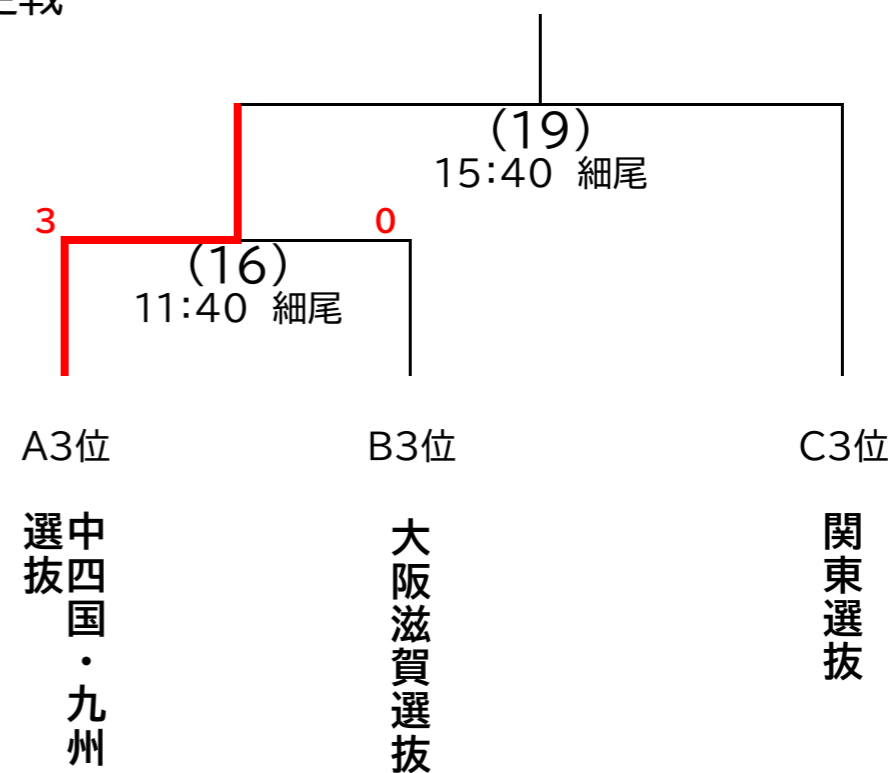 (19)
15:40 細尾
3
0
(16)
11:40 細尾
A3位
B3位
C3位
中四国・九州
選抜
大阪滋賀選抜
関東選抜